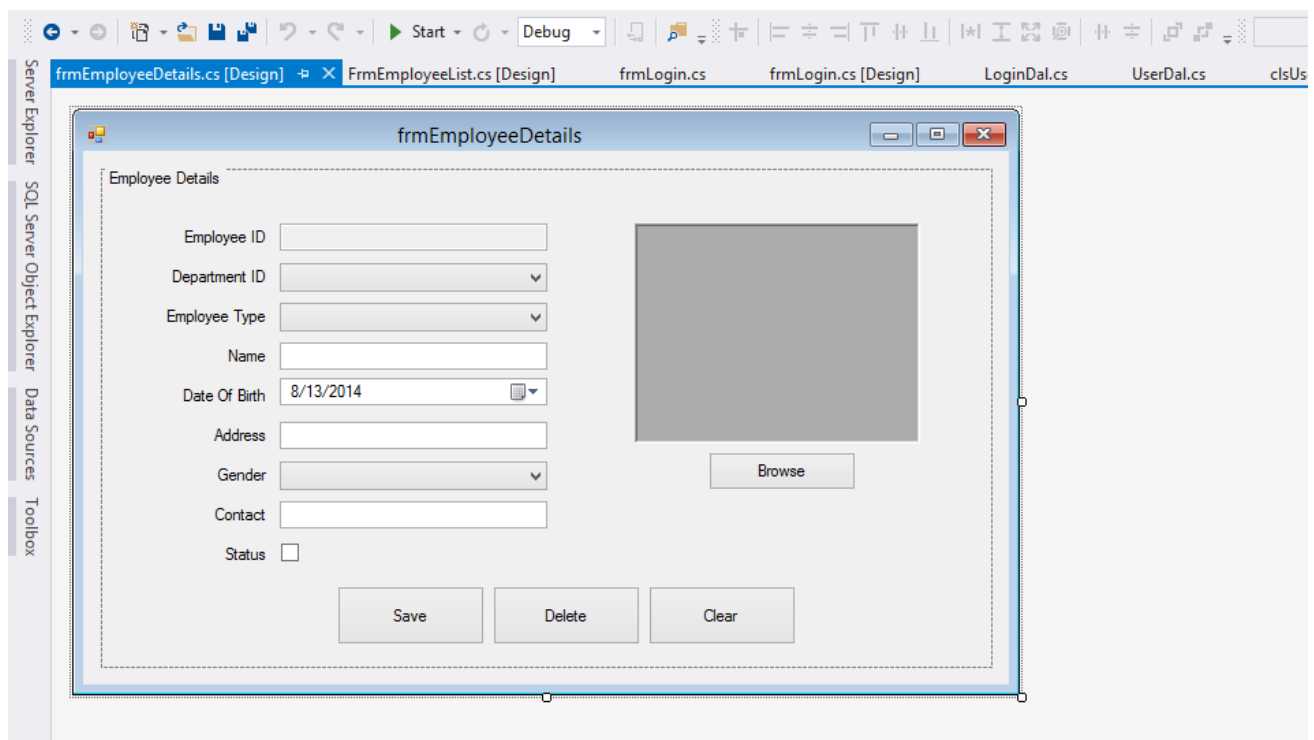 Start Debug
frmEmployeeDetails.cs [Design] FrmEmployeeList.cs [Design] frmLogin.cs frmLogin.cs [Design] LoginDal.cs UserDal.cs clsUs
Server Explorer
SQL Server Object Explorer
Data Sources
Toolbox
frmEmployeeDetails
Employee Details
Employee ID
Department ID
Employee Type
Name
Date Of Birth 8/13/2014
Address
Gender
Browse
Contact
Status
Save Delete Clear